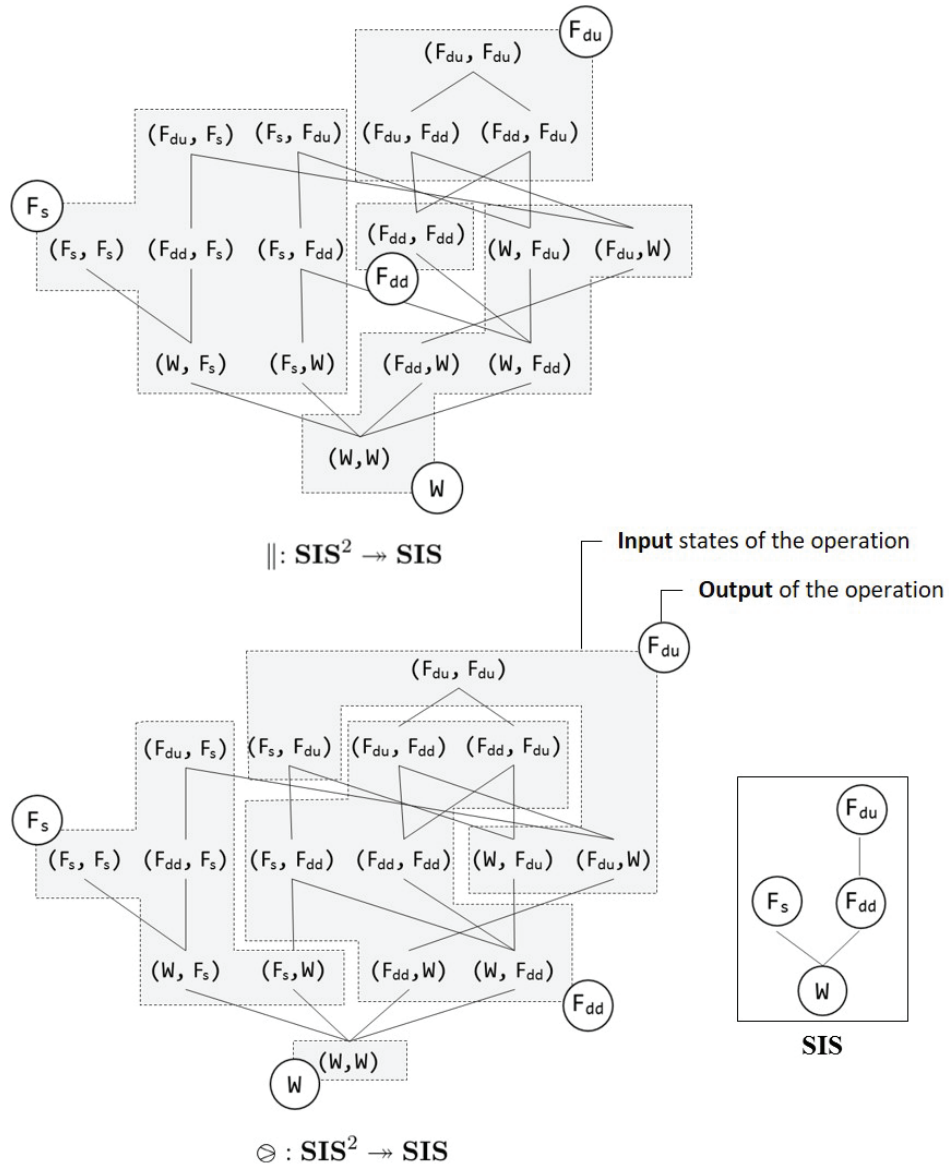 F_du
(F_du, F_du)
(F_du, F_s) (F_s, F_du) (F_du, F_dd) (F_dd, F_du)
F_s
(F_s, F_s) (F_dd, F_s) (F_s, F_dd) (F_dd, F_dd) (W, F_du) (F_du,W)
F_dd
(W, F_s) (F_s,W) (F_dd,W) (W, F_dd)
(W,W)
W
||: SIS² ↠ SIS
Input states of the operation
Output of the operation
F_du
(F_du, F_du)
(F_du, F_s) (F_s, F_du) (F_du, F_dd) (F_dd, F_du)
F_s
(F_s, F_s) (F_dd, F_s) (F_s, F_dd) (F_dd, F_dd) (W, F_du) (F_du,W)
(W, F_s) (F_s,W) (F_dd,W) (W, F_dd)
F_dd
(W,W)
W
⧁ : SIS² ↠ SIS
F_du
F_s F_dd
W
SIS